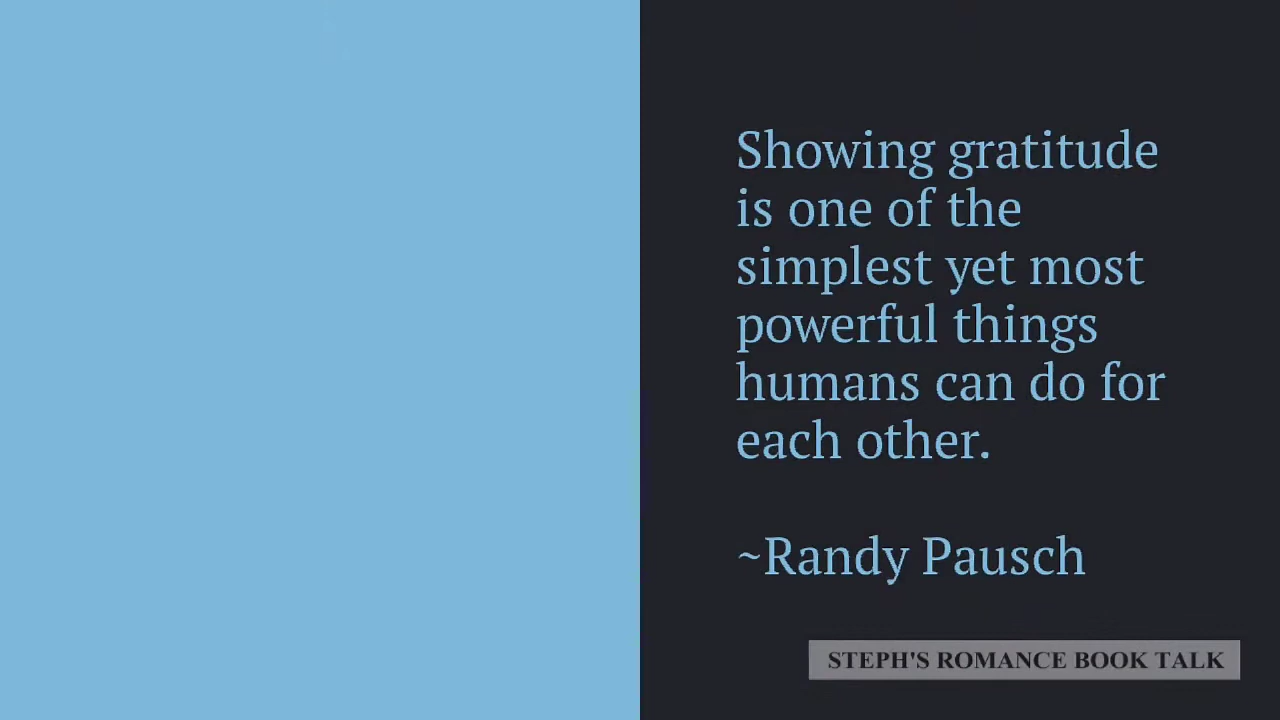 Showing gratitude
is one of the
simplest yet most
powerful things
humans can do for
each other.
~Randy Pausch
STEPH'S ROMANCE BOOK TALK